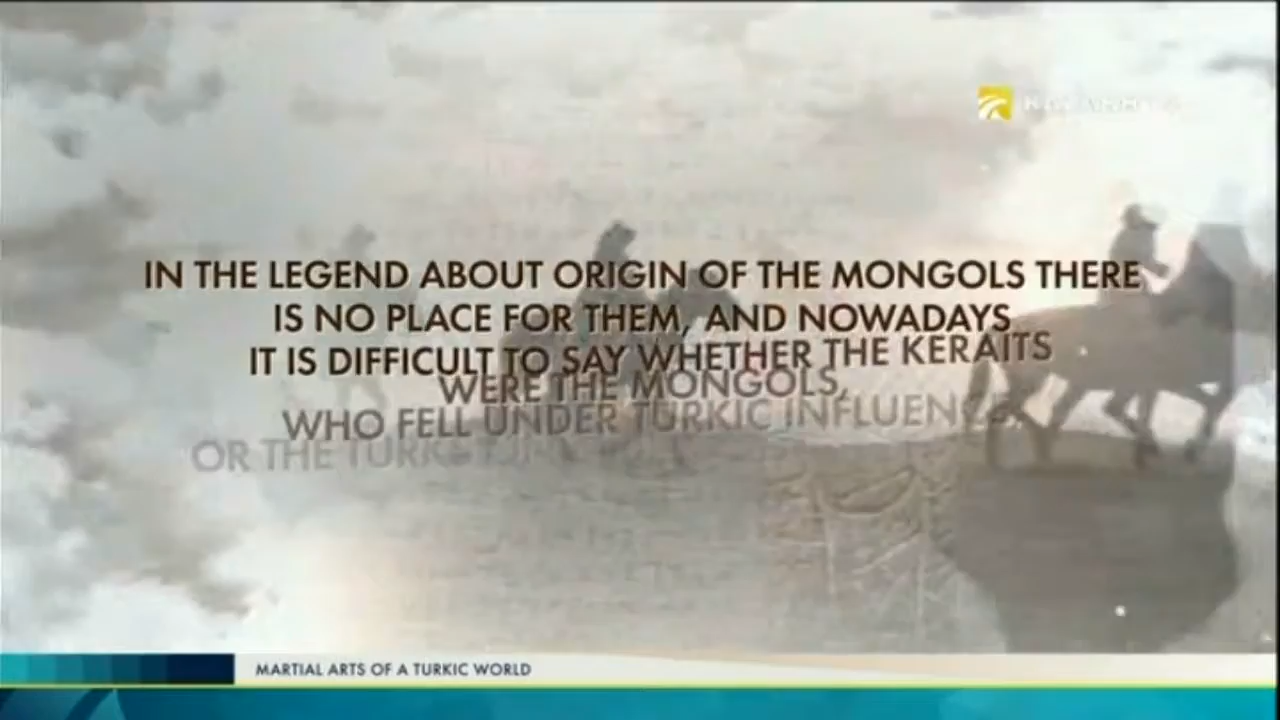 IN THE LEGEND ABOUT ORIGIN OF THE MONGOLS THERE
IS NO PLACE FOR THEM, AND NOWADAYS
IT IS DIFFICULT TO SAY WHETHER THE KERAITS
WERE THE MONGOLS,
WHO FELL UNDER TURKIC INFLUENCE,
OR THE
MARTIAL ARTS OF A TURKIC WORLD